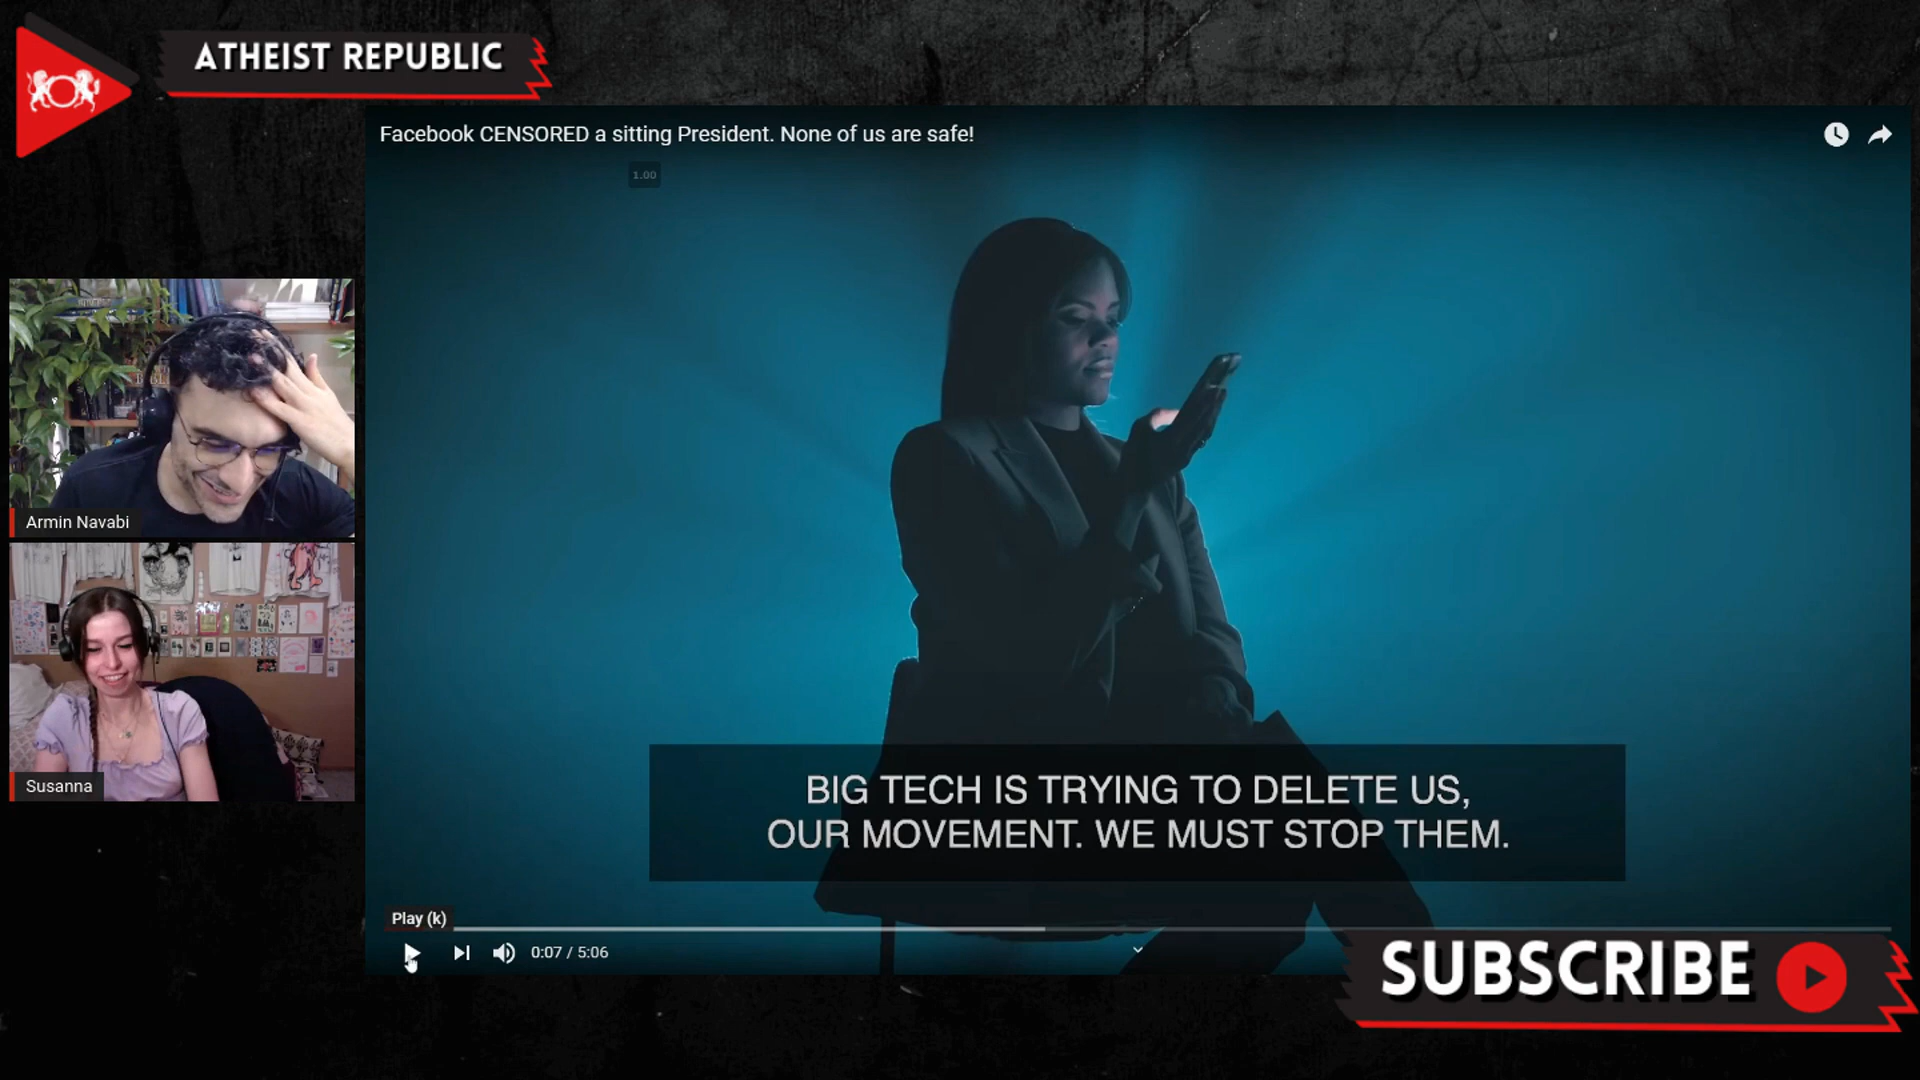 ATHEIST REPUBLIC
Facebook CENSORED a sitting President. None of us are safe!
1.00
Armin Navabi
Susanna
BIG TECH IS TRYING TO DELETE US,
OUR MOVEMENT. WE MUST STOP THEM.
Play (k)
0:07 / 5:06
SUBSCRIBE